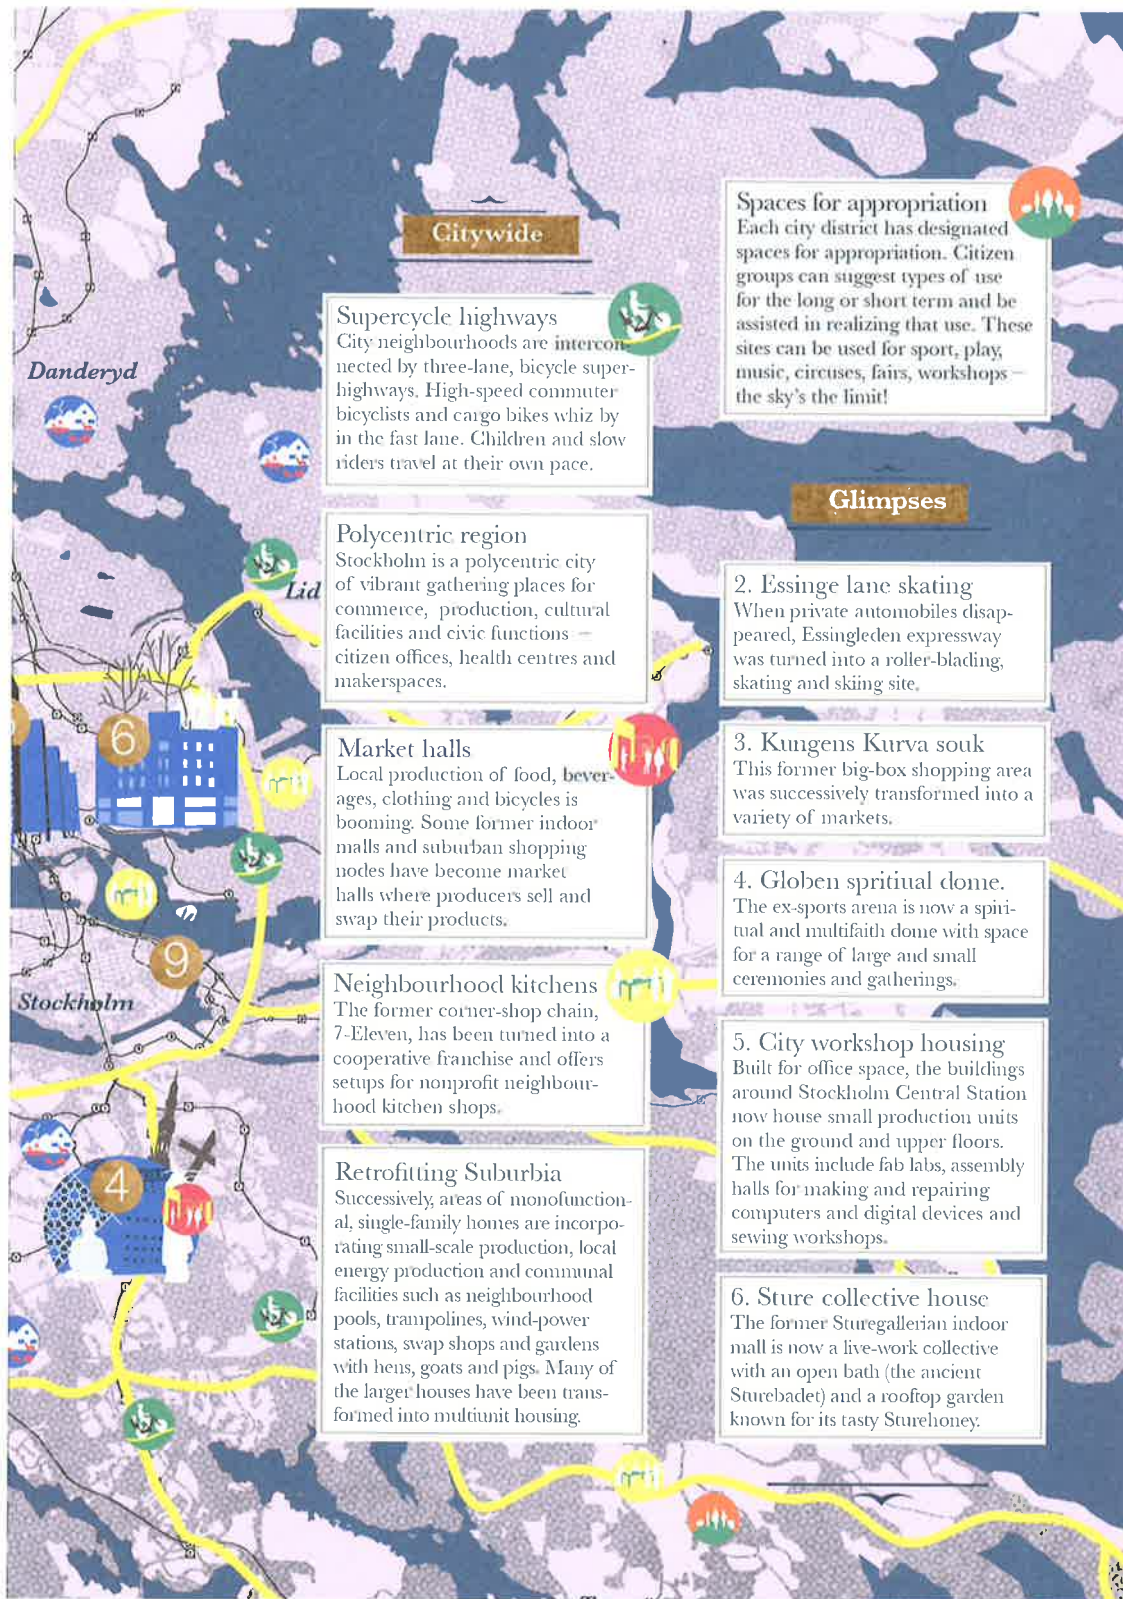 Citywide
Supercycle highways
City neighbourhoods are intercon-
nected by three-lane, bicycle super-
highways. High-speed commuter
bicyclists and cargo bikes whiz by
in the fast lane. Children and slow
riders travel at their own pace.
Polycentric region
Stockholm is a polycentric city
of vibrant gathering places for
commerce, production, cultural
facilities and civic functions –
citizen offices, health centres and
makerspaces.
Market halls
Local production of food, bever-
ages, clothing and bicycles is
booming. Some former indoor
malls and suburban shopping
nodes have become market
halls where producers sell and
swap their products.
Neighbourhood kitchens
The former corner-shop chain,
7-Eleven, has been turned into a
cooperative franchise and offers
setups for nonprofit neighbour-
hood kitchen shops.
Retrofitting Suburbia
Successively, areas of monofunction-
al, single-family homes are incorpo-
rating small-scale production, local
energy production and communal
facilities such as neighbourhood
pools, trampolines, wind-power
stations, swap shops and gardens
with hens, goats and pigs. Many of
the larger houses have been trans-
formed into multiunit housing.
Spaces for appropriation
Each city district has designated
spaces for appropriation. Citizen
groups can suggest types of use
for the long or short term and be
assisted in realizing that use. These
sites can be used for sport, play,
music, circuses, fairs, workshops –
the sky's the limit!
Glimpses
2. Essinge lane skating
When private automobiles disap-
peared, Essingleden expressway
was turned into a roller-blading,
skating and skiing site.
3. Kungens Kurva souk
This former big-box shopping area
was successively transformed into a
variety of markets.
4. Globen spritiual dome.
The ex-sports arena is now a spiri-
tual and multifaith dome with space
for a range of large and small
ceremonies and gatherings.
5. City workshop housing
Built for office space, the buildings
around Stockholm Central Station
now house small production units
on the ground and upper floors.
The units include fab labs, assembly
halls for making and repairing
computers and digital devices and
sewing workshops.
6. Sture collective house
The former Sturegallerian indoor
mall is now a live-work collective
with an open bath (the ancient
Sturebadet) and a rooftop garden
known for its tasty Sturehoney.
Danderyd
Lid
6
9
Stockholm
4